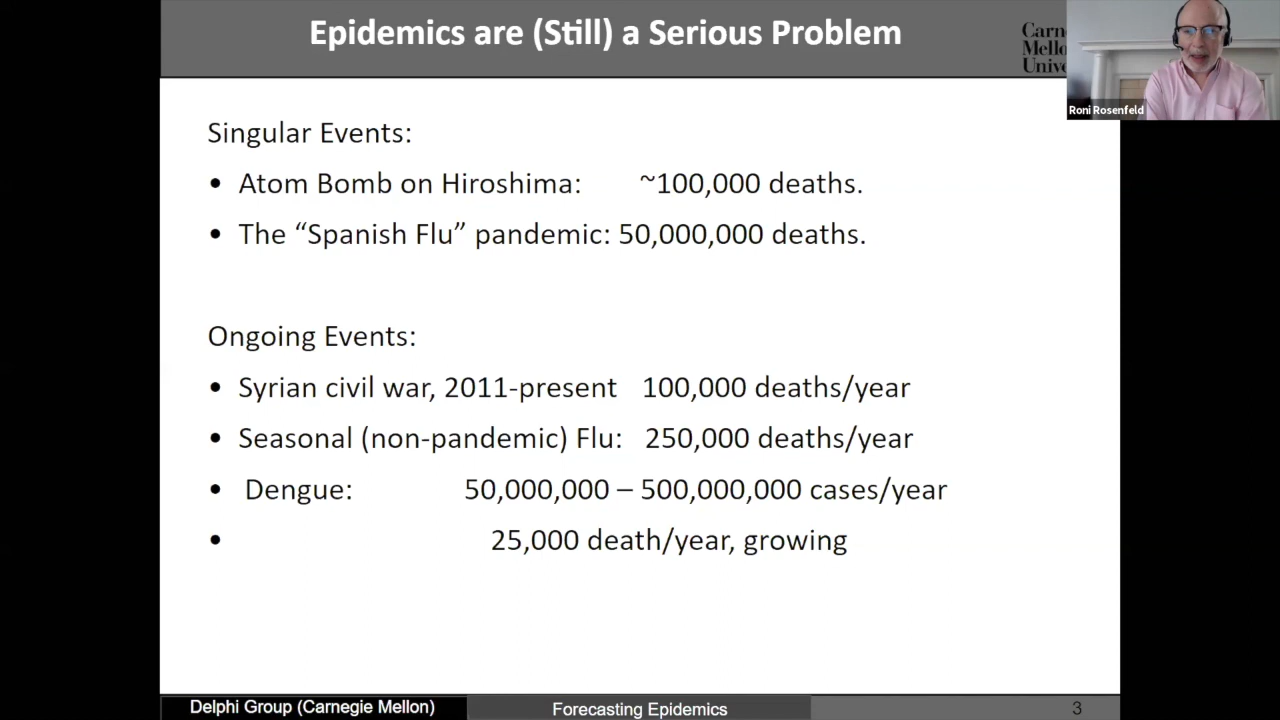 Epidemics are (Still) a Serious Problem
Carn
Mello
Unive
Roni Rosenfeld
Singular Events:
• Atom Bomb on Hiroshima: ~100,000 deaths.
• The “Spanish Flu” pandemic: 50,000,000 deaths.
Ongoing Events:
• Syrian civil war, 2011-present 100,000 deaths/year
• Seasonal (non-pandemic) Flu: 250,000 deaths/year
• Dengue: 50,000,000 – 500,000,000 cases/year
• 25,000 death/year, growing
Delphi Group (Carnegie Mellon)
Forecasting Epidemics
3